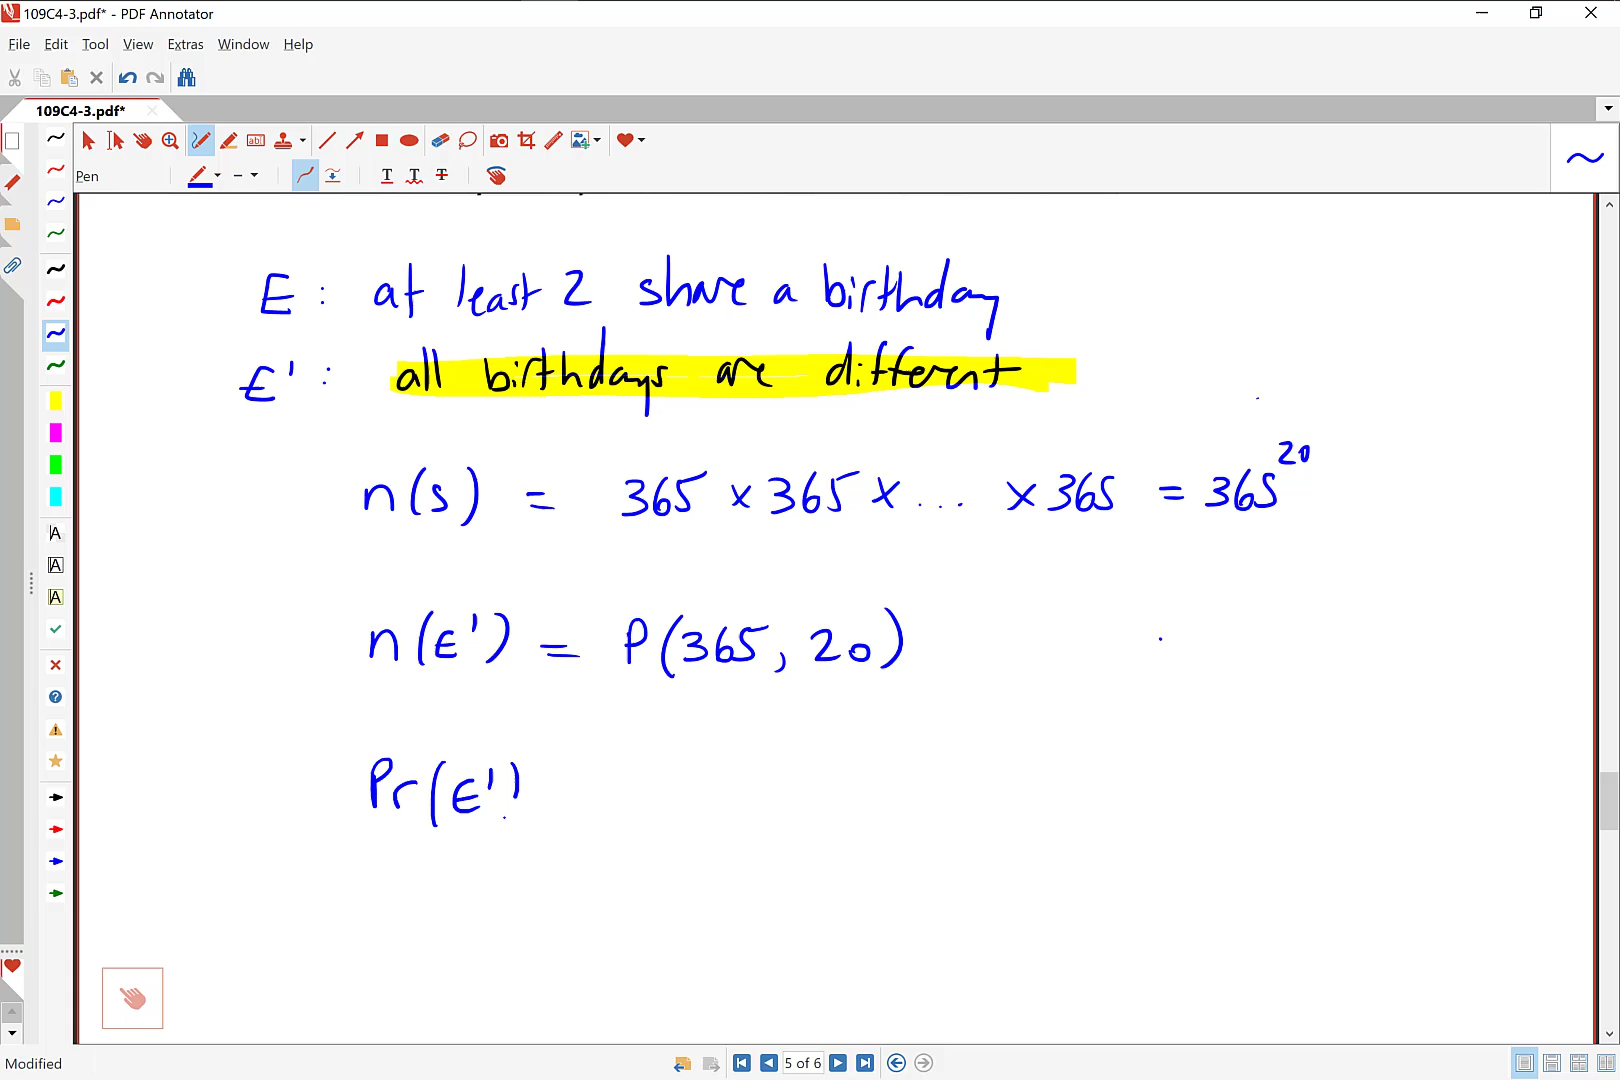 109C4-3.pdf* - PDF Annotator
File Edit Tool View Extras Window Help
109C4-3.pdf*
Pen
E : at least 2 share a birthday
E' : all birthdays are different
n(s) = 365 × 365 × ... × 365 = 365^20
n(E') = P(365, 20)
Pr(E')
Modified
5 of 6